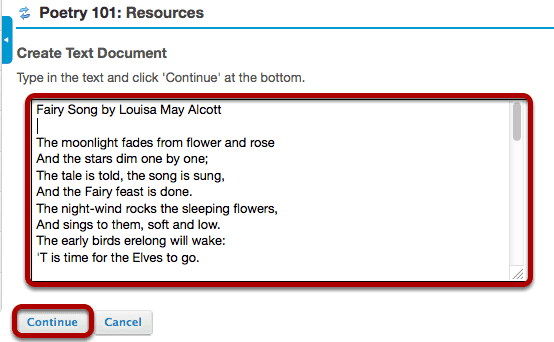 Poetry 101: Resources
Create Text Document
Type in the text and click 'Continue' at the bottom.
Fairy Song by Louisa May Alcott
The moonlight fades from flower and rose
And the stars dim one by one;
The tale is told, the song is sung,
And the Fairy feast is done.
The night-wind rocks the sleeping flowers,
And sings to them, soft and low.
The early birds erelong will wake:
'T is time for the Elves to go.
Continue Cancel